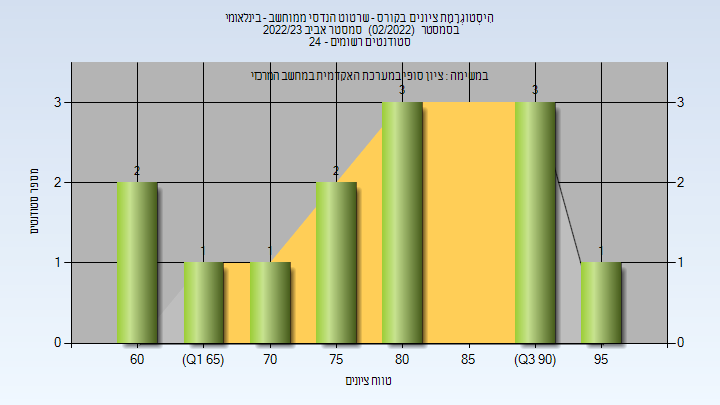 היסטוגרמת ציונים בקורס - שרטוט הנדסי ממוחשב - בינלאומי
בסמסטר (02/2022) סמסטר אביב 2022/23
סטודנטים רשומים - 24
במשימה : ציון סופי במערכת האקדמית במחשב המרכזי
3 3 3 3
2 2 2 2
1 1 1 1 1
0 0
60 (Q1 65) 70 75 80 85 (Q3 90) 95
מספר סטודנטים
טווח ציונים